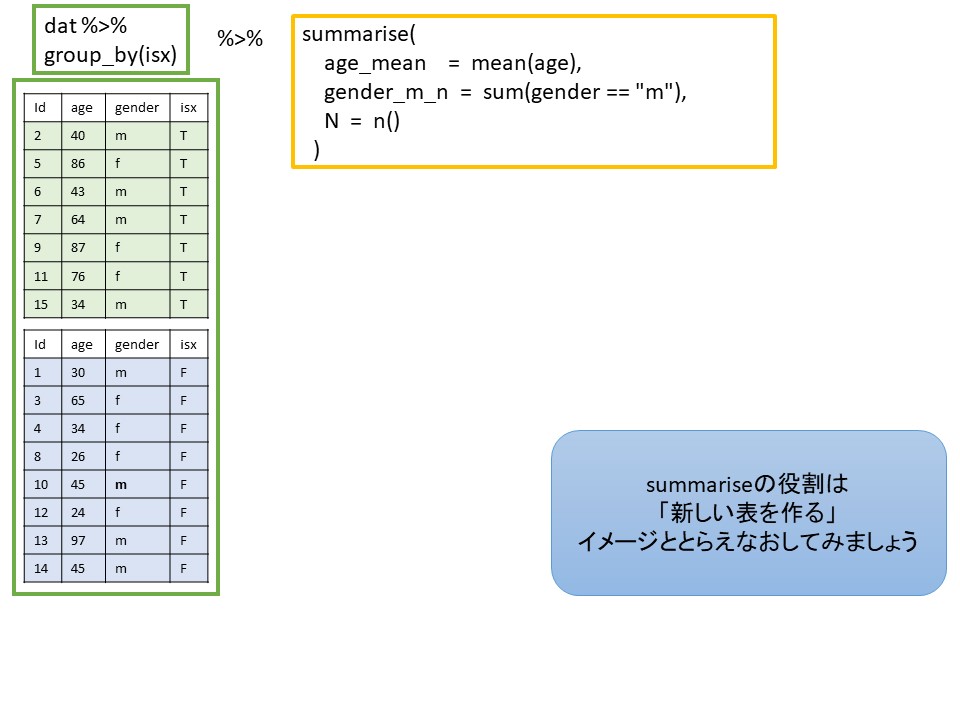 dat %>%
group_by(isx)
%>%
summarise(
age_mean = mean(age),
gender_m_n = sum(gender == "m"),
N = n()
)
Id age gender isx
2 40 m T
5 86 f T
6 43 m T
7 64 m T
9 87 f T
11 76 f T
15 34 m T
Id age gender isx
1 30 m F
3 65 f F
4 34 f F
8 26 f F
10 45 m F
12 24 f F
13 97 m F
14 45 m F
summariseの役割は
「新しい表を作る」
イメージととらえなおしてみましょう